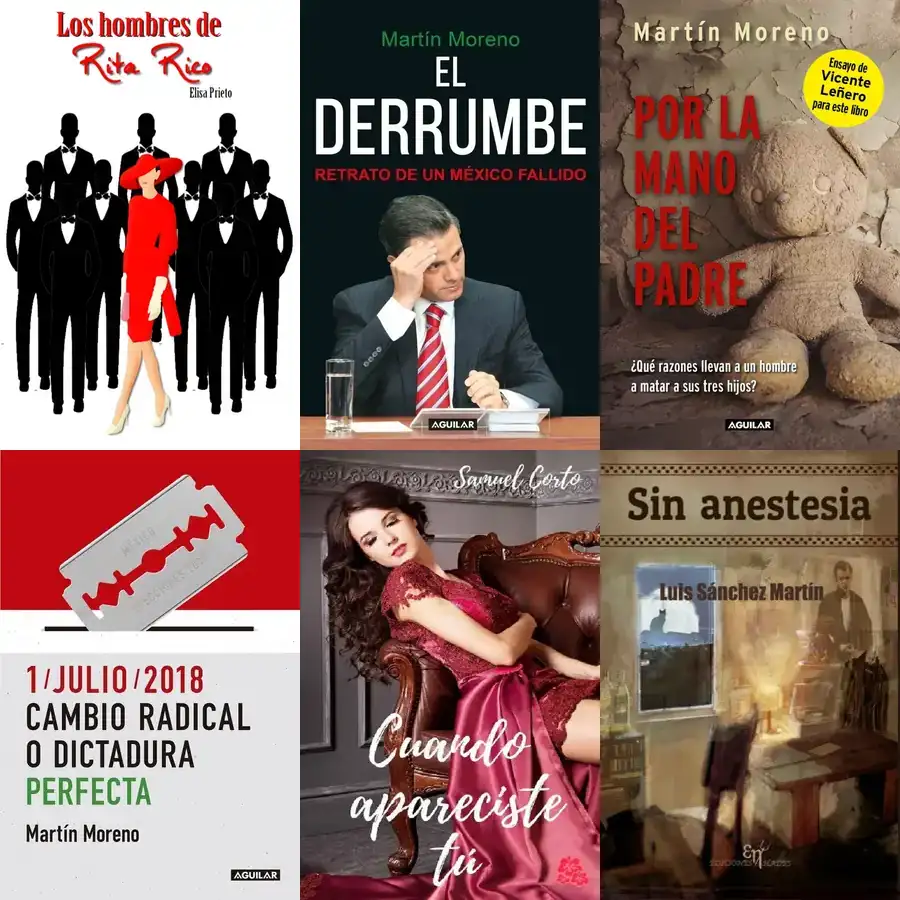 Los hombres de
Rita Rico
Elisa Prieto
Martín Moreno
EL
DERRUMBE
RETRATO DE UN MÉXICO FALLIDO
AGUILAR
Martín Moreno
Ensayo de
Vicente
Leñero
para este libro
POR LA
MANO
DEL
PADRE
¿Qué razones llevan a un hombre
a matar a sus tres hijos?
AGUILAR
1/JULIO/2018
CAMBIO RADICAL
O DICTADURA
PERFECTA
Martín Moreno
AGUILAR
Samuel Corto
Cuando
apareciste
tú
Sin anestesia
Luis Sánchez Martín